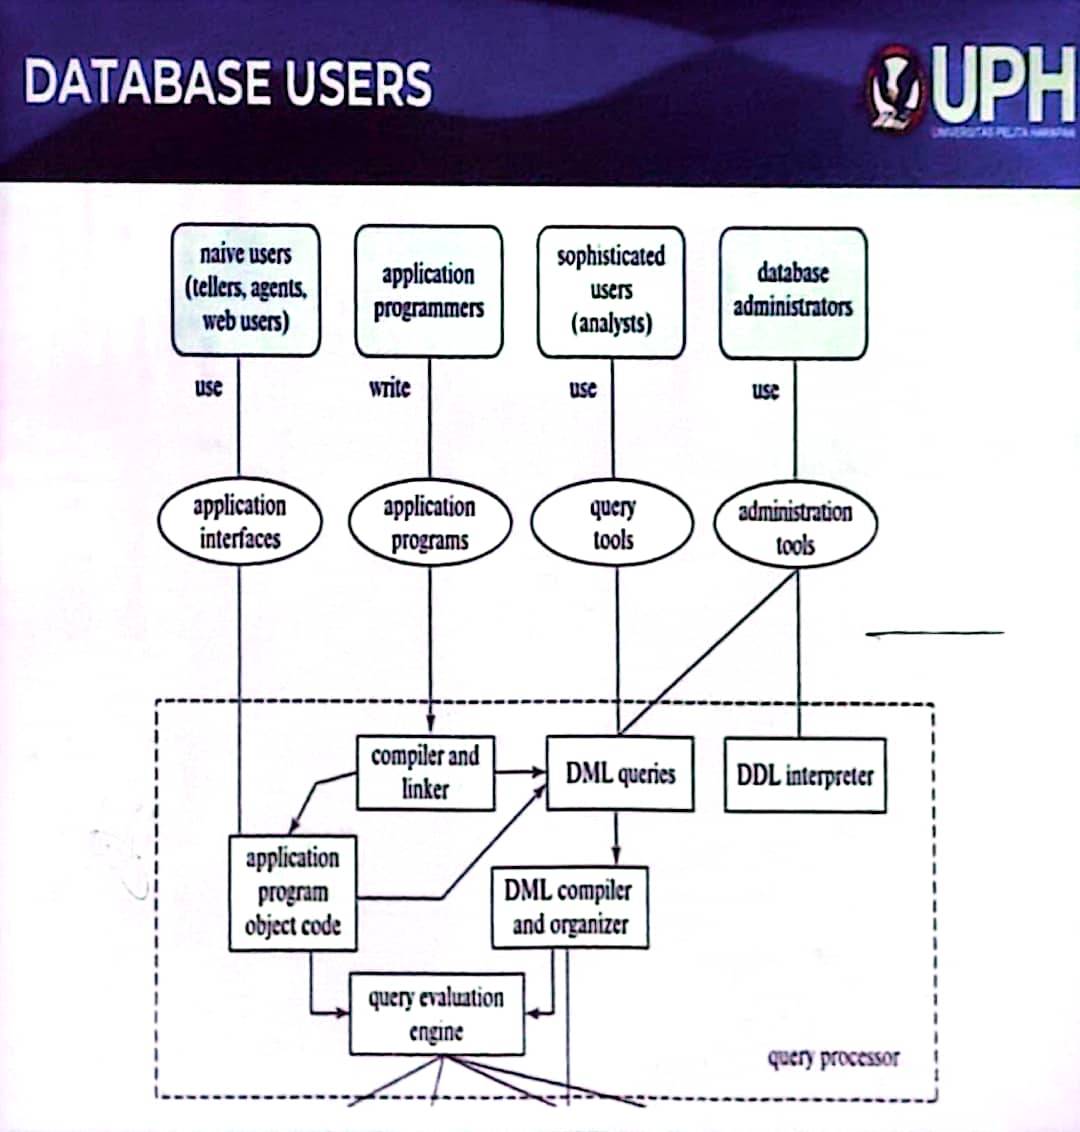 DATABASE USERS
UPH
UNIVERSITAS PELITA HARAPAN
naive users
(tellers, agents,
web users)
application
programmers
sophisticated
users
(analysts)
database
administrators
use
write
use
use
application
interfaces
application
programs
query
tools
administration
tools
compiler and
linker
DML queries
DDL interpreter
application
program
object code
DML compiler
and organizer
query evaluation
engine
query processor